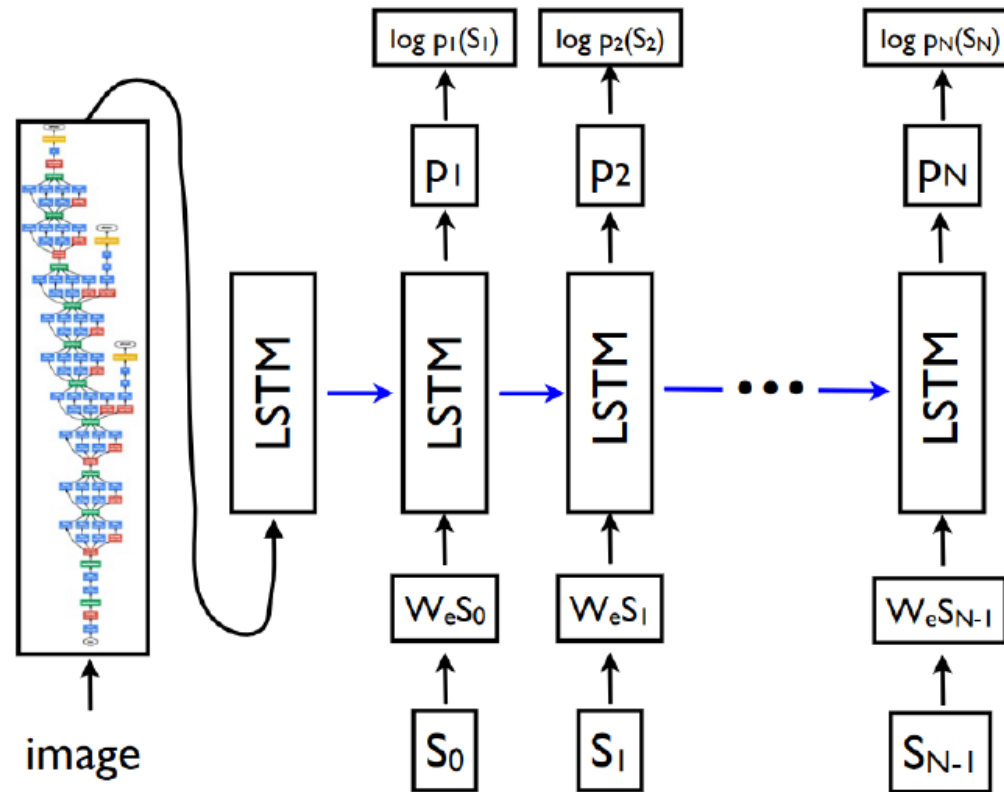 log p1(S1) log p2(S2) log pN(SN)
p1 p2 pN
LSTM LSTM LSTM LSTM
WeS0 WeS1 WeSN-1
S0 S1 SN-1
image